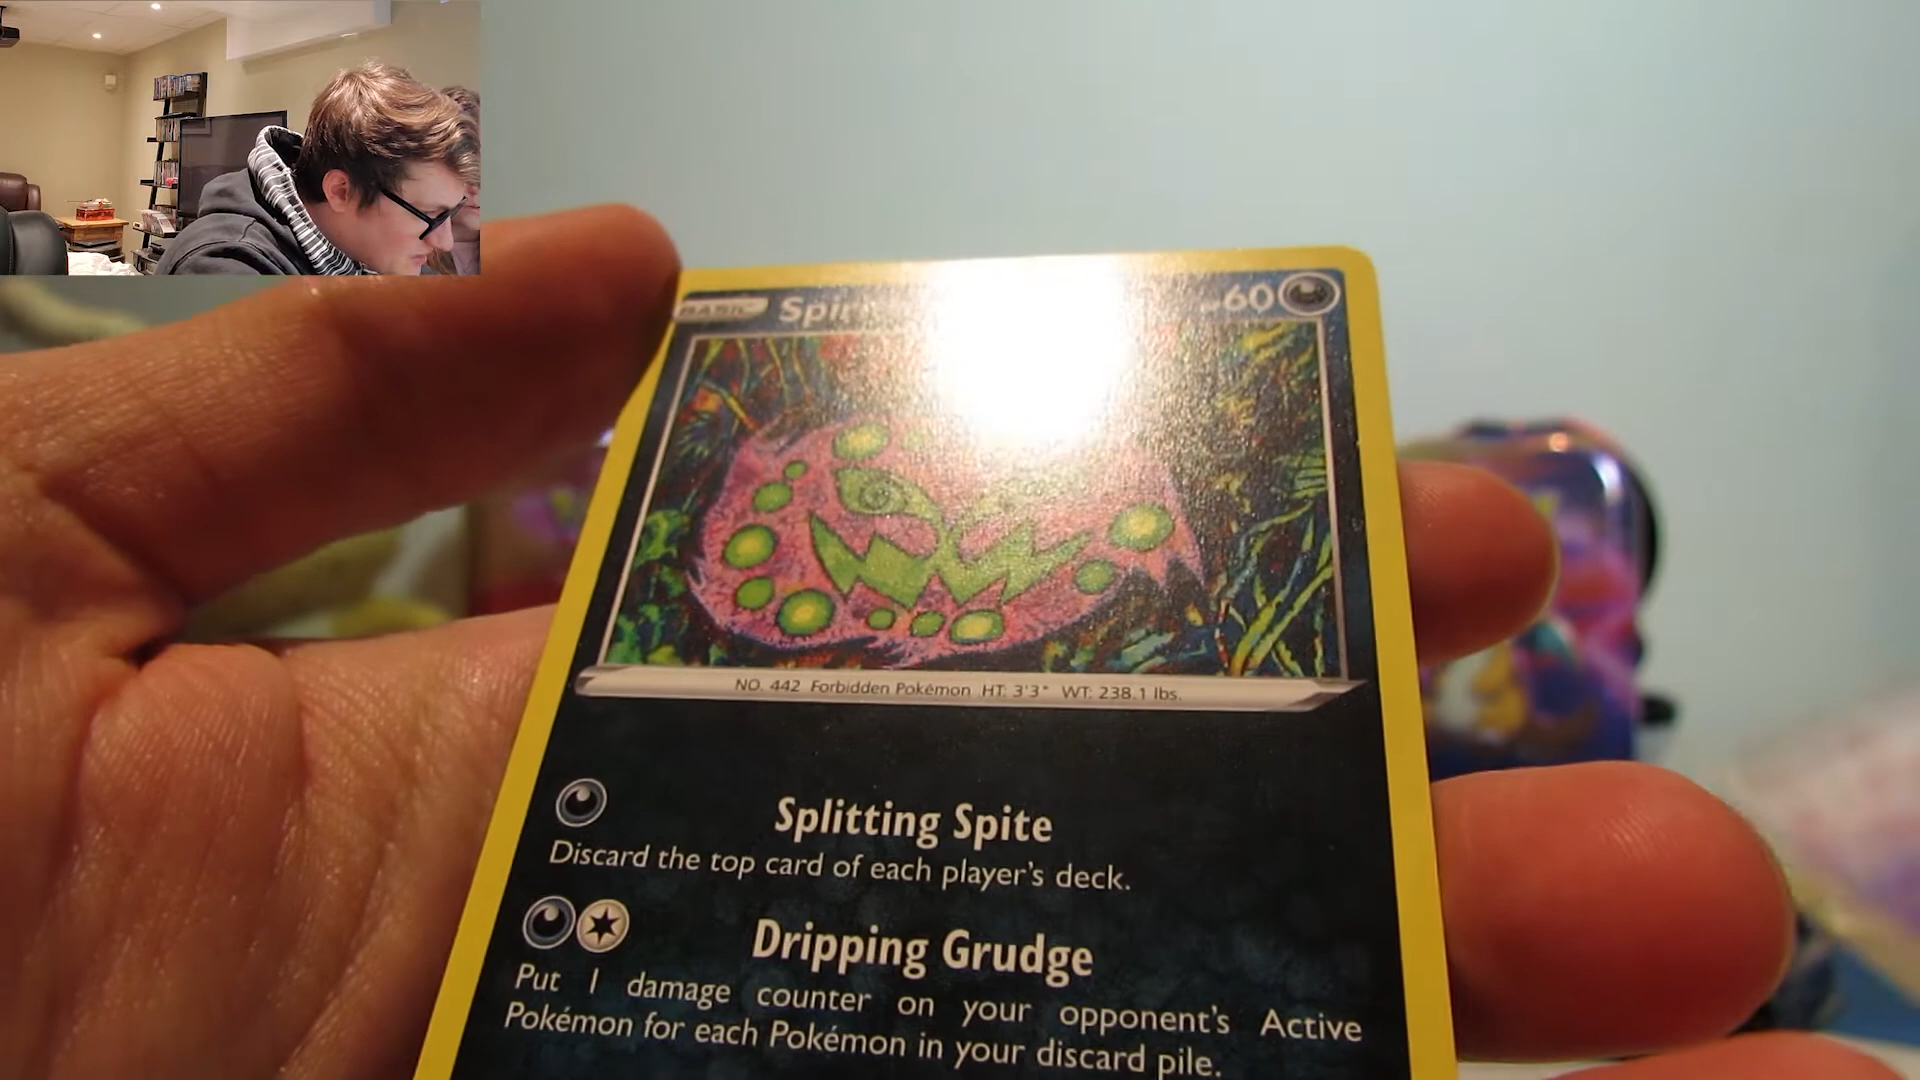 BASIC
60
NO. 442 Forbidden Pokémon HT: 3'3" WT: 238.1 lbs.
Splitting Spite
Discard the top card of each player's deck.
Dripping Grudge
Put 1 damage counter on your opponent's Active
Pokémon for each Pokémon in your discard pile.